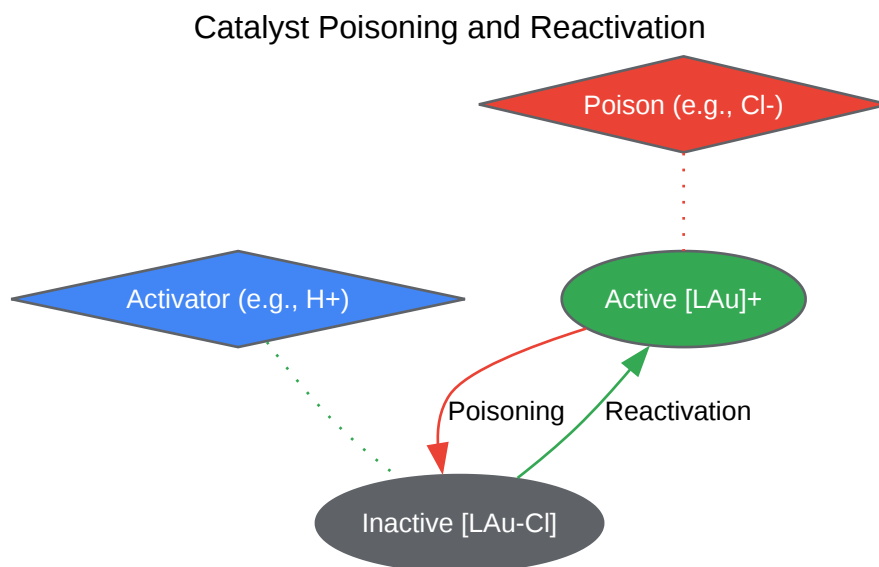 Catalyst Poisoning and Reactivation
Poison (e.g., Cl-)
Activator (e.g., H+)
Active [LAu]+
Poisoning
Reactivation
Inactive [LAu-Cl]